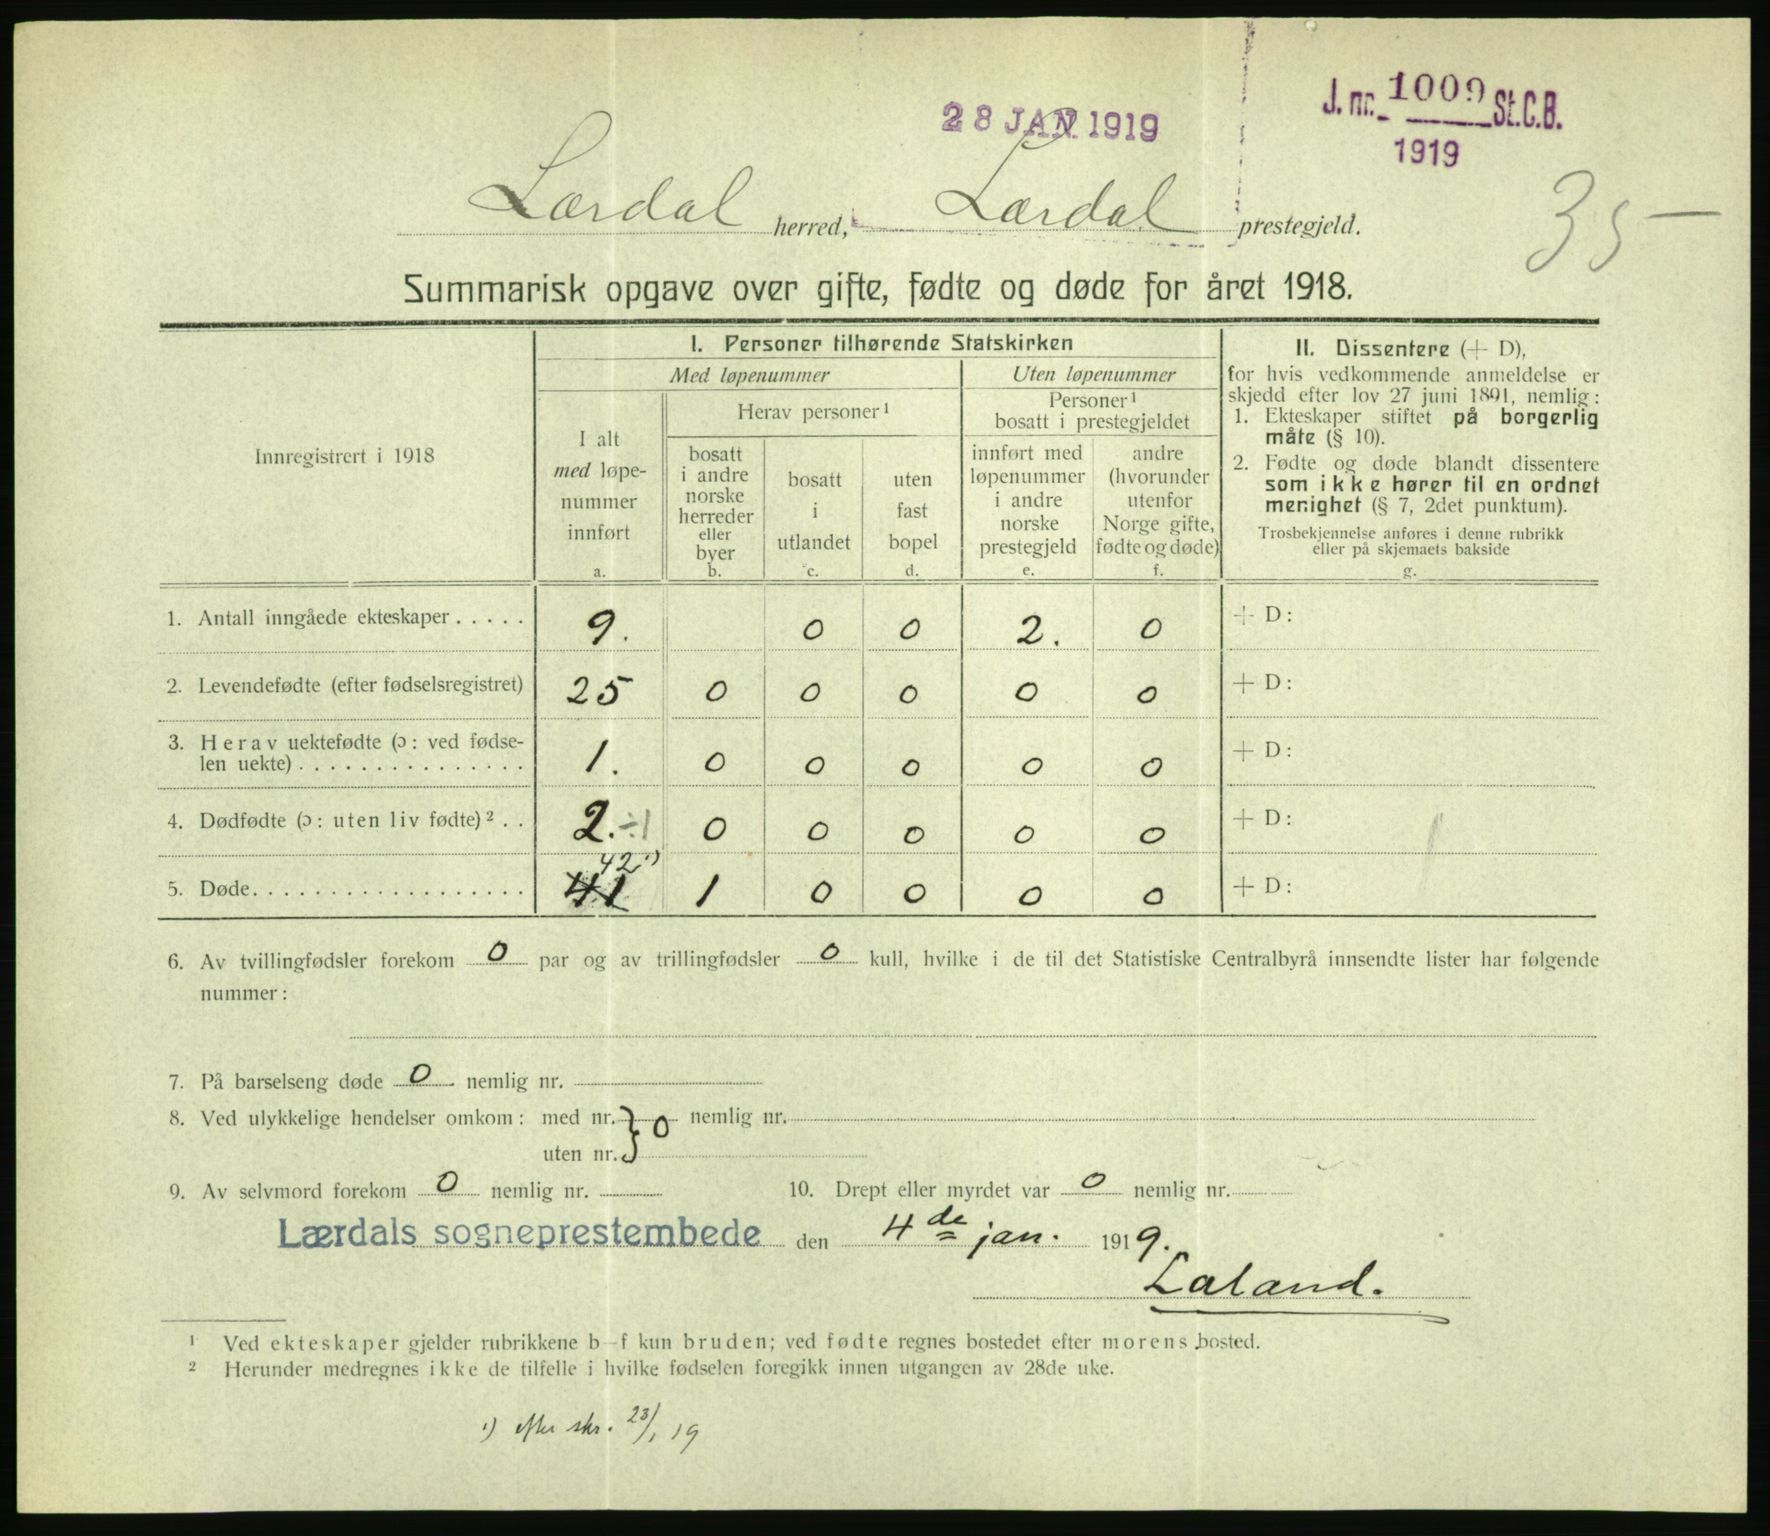 28 JAN 1919
J. nr. 1009 St.C.B.
1919
35 —
Lærdal herred, Lærdal prestegjeld.
Summarisk opgave over gifte, fødte og døde for året 1918.
Innregistrert i 1918
I. Personer tilhørende Statskirken
Med løpenummer
Uten løpenummer
I alt
med løpe-
nummer
innført
a.
Herav personer¹
bosatt
i andre
norske
herreder
eller
byer
b.
bosatt
i
utlandet
c.
uten
fast
bopel
d.
Personer¹
bosatt i prestegjeldet
innført med
løpenummer
i andre
norske
prestegjeld
e.
andre
(hvorunder
utenfor
Norge gifte,
fødte og døde)
f.
II. Dissentere (+ D),
for hvis vedkommende anmeldelse er
skjedd efter lov 27 juni 1891, nemlig:
1. Ekteskaper stiftet på borgerlig
måte (§ 10).
2. Fødte og døde blandt dissentere
som ikke hører til en ordnet
menighet (§ 7, 2det punktum).
Trosbekjennelse anføres i denne rubrikk
eller på skjemaets bakside
g.
1. Antall inngåede ekteskaper..... 9. 0 0 2. 0 + D:
2. Levendefødte (efter fødselsregistret) 25 0 0 0 0 0 + D:
3. Herav uektefødte (ɔ: ved fødse-
len uekte)............... 1. 0 0 0 0 0 + D:
4. Dødfødte (ɔ: uten liv fødte)².. 2. ÷1 0 0 0 0 0 + D:
42¹)
5. Døde.................. 41 1 0 0 0 0 + D:
6. Av tvillingfødsler forekom 0 par og av trillingfødsler 0 kull, hvilke i de til det Statistiske Centralbyrå innsendte lister har følgende
nummer:
7. På barselseng døde 0 nemlig nr.
8. Ved ulykkelige hendelser omkom: med nr. } 0 nemlig nr.
uten nr.
9. Av selvmord forekom 0 nemlig nr. 10. Drept eller myrdet var 0 nemlig nr.
Lærdals sogneprestembede den 4de jan. 1919.
Laland.
¹ Ved ekteskaper gjelder rubrikkene b—f kun bruden; ved fødte regnes bostedet efter morens bosted.
² Herunder medregnes ikke de tilfelle i hvilke fødselen foregikk innen utgangen av 28de uke.
¹) efter skr. 23/1 19